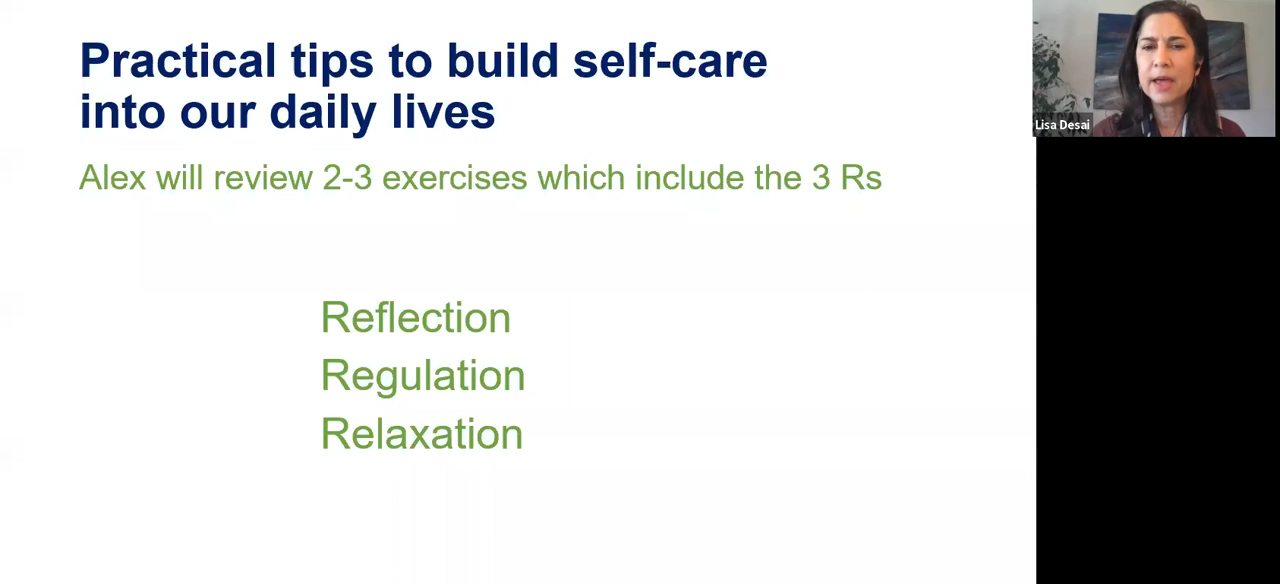 Practical tips to build self-care
into our daily lives
Alex will review 2-3 exercises which include the 3 Rs
Reflection
Regulation
Relaxation
Lisa Desai